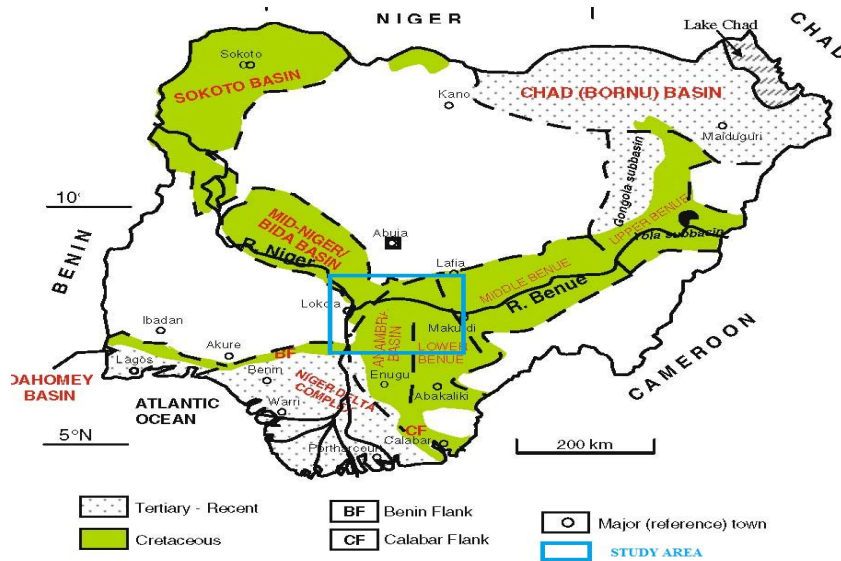 NIGER
Lake Chad
CHAD
Sokoto
SOKOTO BASIN
Kano
CHAD (BORNU) BASIN
Maiduguri
Gongola subbasin
10°
BENIN
MID-NIGER/
BIDA BASIN
R. Niger
Abuja
UPPER BENUE
Yola subbasin
Lafia
MIDDLE BENUE
R. Benue
Lokoja
Makurdi
ANAMBRA
BASIN
LOWER
BENUE
CAMEROON
Ibadan
Akure
BF
Lagos
Benin
Enugu
Abakaliki
DAHOMEY
BASIN
NIGER DELTA
COMPLEX
Warri
ATLANTIC
OCEAN
CF
Calabar
Portharcourt
5°N
200 km
Tertiary - Recent
BF Benin Flank
Major (reference) town
Cretaceous
CF Calabar Flank
STUDY AREA